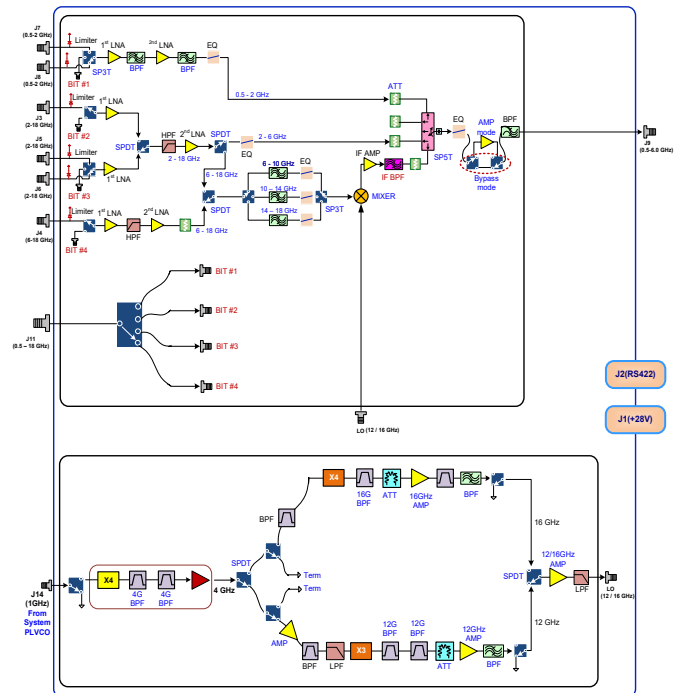 J7
(0.5-2 GHz)
Limiter
1st LNA
2nd LNA
EQ
BPF
BPF
SP3T
J8
(0.5-2 GHz)
BIT #1
0.5 - 2 GHz
ATT
J3
(2-18 GHz)
Limiter
1st LNA
BIT #2
J5
(2-18 GHz)
SPDT
HPF
2nd LNA
SPDT
2 - 18 GHz
EQ
2 - 6 GHz
Limiter
J6
(2-18 GHz)
BIT #3
1st LNA
6 - 18 GHz
SPDT
6 - 10 GHz
EQ
10 – 14 GHz
14 – 18 GHz
SP3T
IF AMP
IF BPF
MIXER
SP5T
EQ
AMP
mode
BPF
Bypass
mode
J9
(0.5-6.0 GHz)
Limiter
1st LNA
2nd LNA
J4
(6-18 GHz)
HPF
6 - 18 GHz
BIT #4
BIT #1
BIT #2
BIT #3
BIT #4
J11
(0.5 – 18 GHz)
LO (12 / 16 GHz)
J2(RS422)
J1(+28V)
X4
16G
BPF
ATT
16GHz
AMP
BPF
BPF
16 GHz
SPDT
Term
Term
J14
(1GHz)
From
System
PLVCO
X4
4G
BPF
4G
BPF
4 GHz
SPDT
12/16GHz
AMP
LPF
LO
(12 / 16 GHz)
AMP
BPF
LPF
X3
12G
BPF
12G
BPF
ATT
12GHz
AMP
BPF
12 GHz